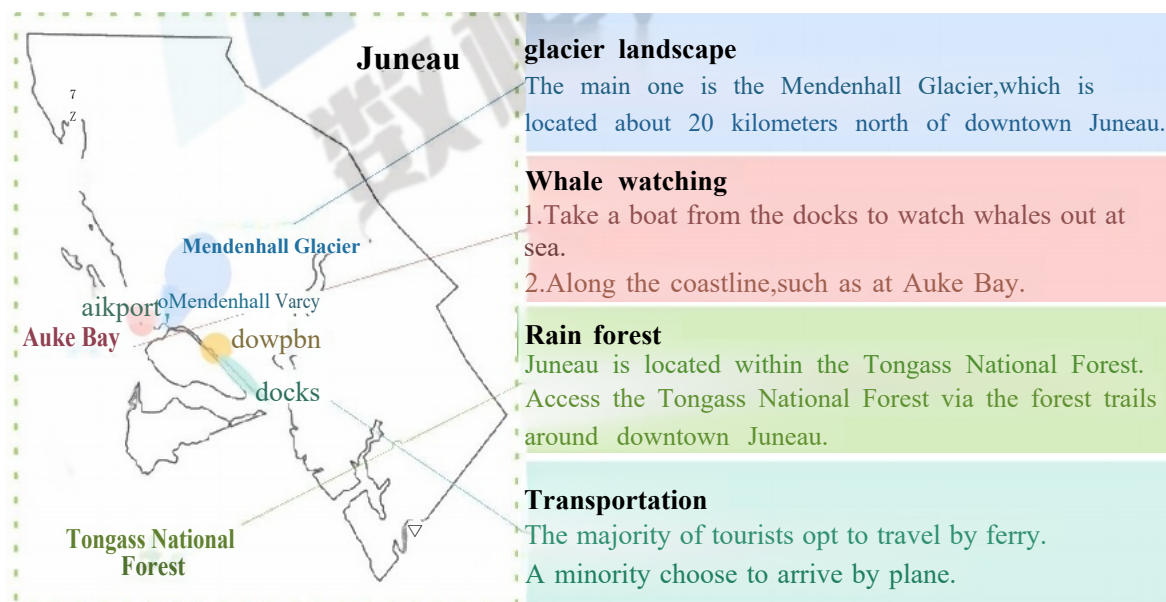 Juneau
7
Z
Mendenhall Glacier
aikport
oMendenhall Varcy
Auke Bay
dowpbn
docks
Tongass National
Forest
glacier landscape
The main one is the Mendenhall Glacier,which is
located about 20 kilometers north of downtown Juneau.
Whale watching
1.Take a boat from the docks to watch whales out at
sea.
2.Along the coastline,such as at Auke Bay.
Rain forest
Juneau is located within the Tongass National Forest.
Access the Tongass National Forest via the forest trails
around downtown Juneau.
Transportation
The majority of tourists opt to travel by ferry.
A minority choose to arrive by plane.